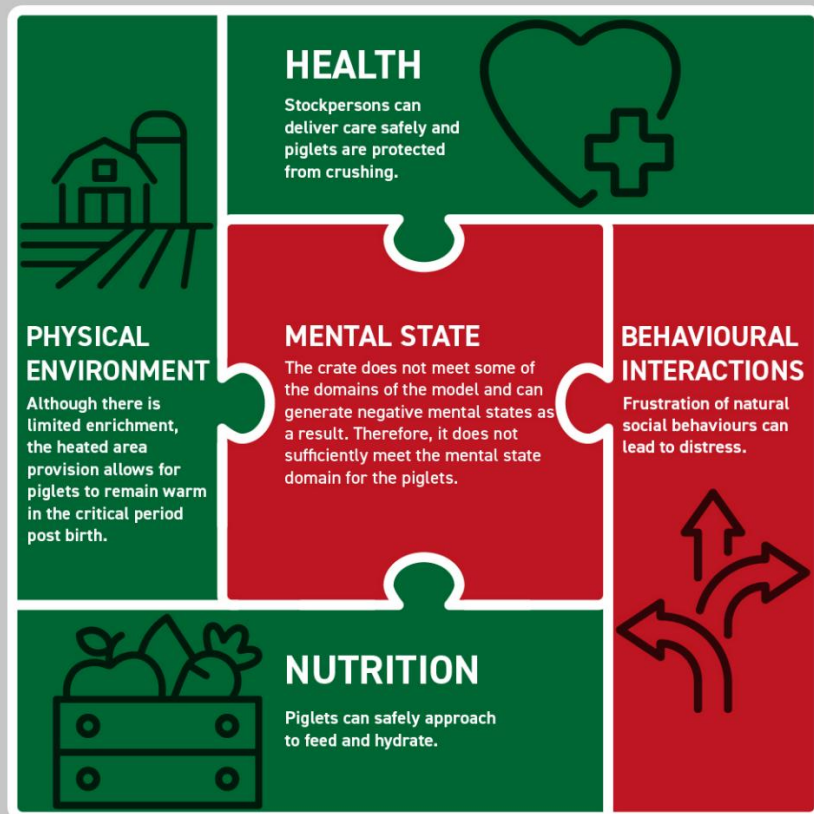 HEALTH
Stockpersons can
deliver care safely and
piglets are protected
from crushing.
PHYSICAL
ENVIRONMENT
Although there is
limited enrichment,
the heated area
provision allows for
piglets to remain warm
in the critical period
post birth.
MENTAL STATE
The crate does not meet some of
the domains of the model and can
generate negative mental states as
a result. Therefore, it does not
sufficiently meet the mental state
domain for the piglets.
BEHAVIOURAL
INTERACTIONS
Frustration of natural
social behaviours can
lead to distress.
NUTRITION
Piglets can safely approach
to feed and hydrate.